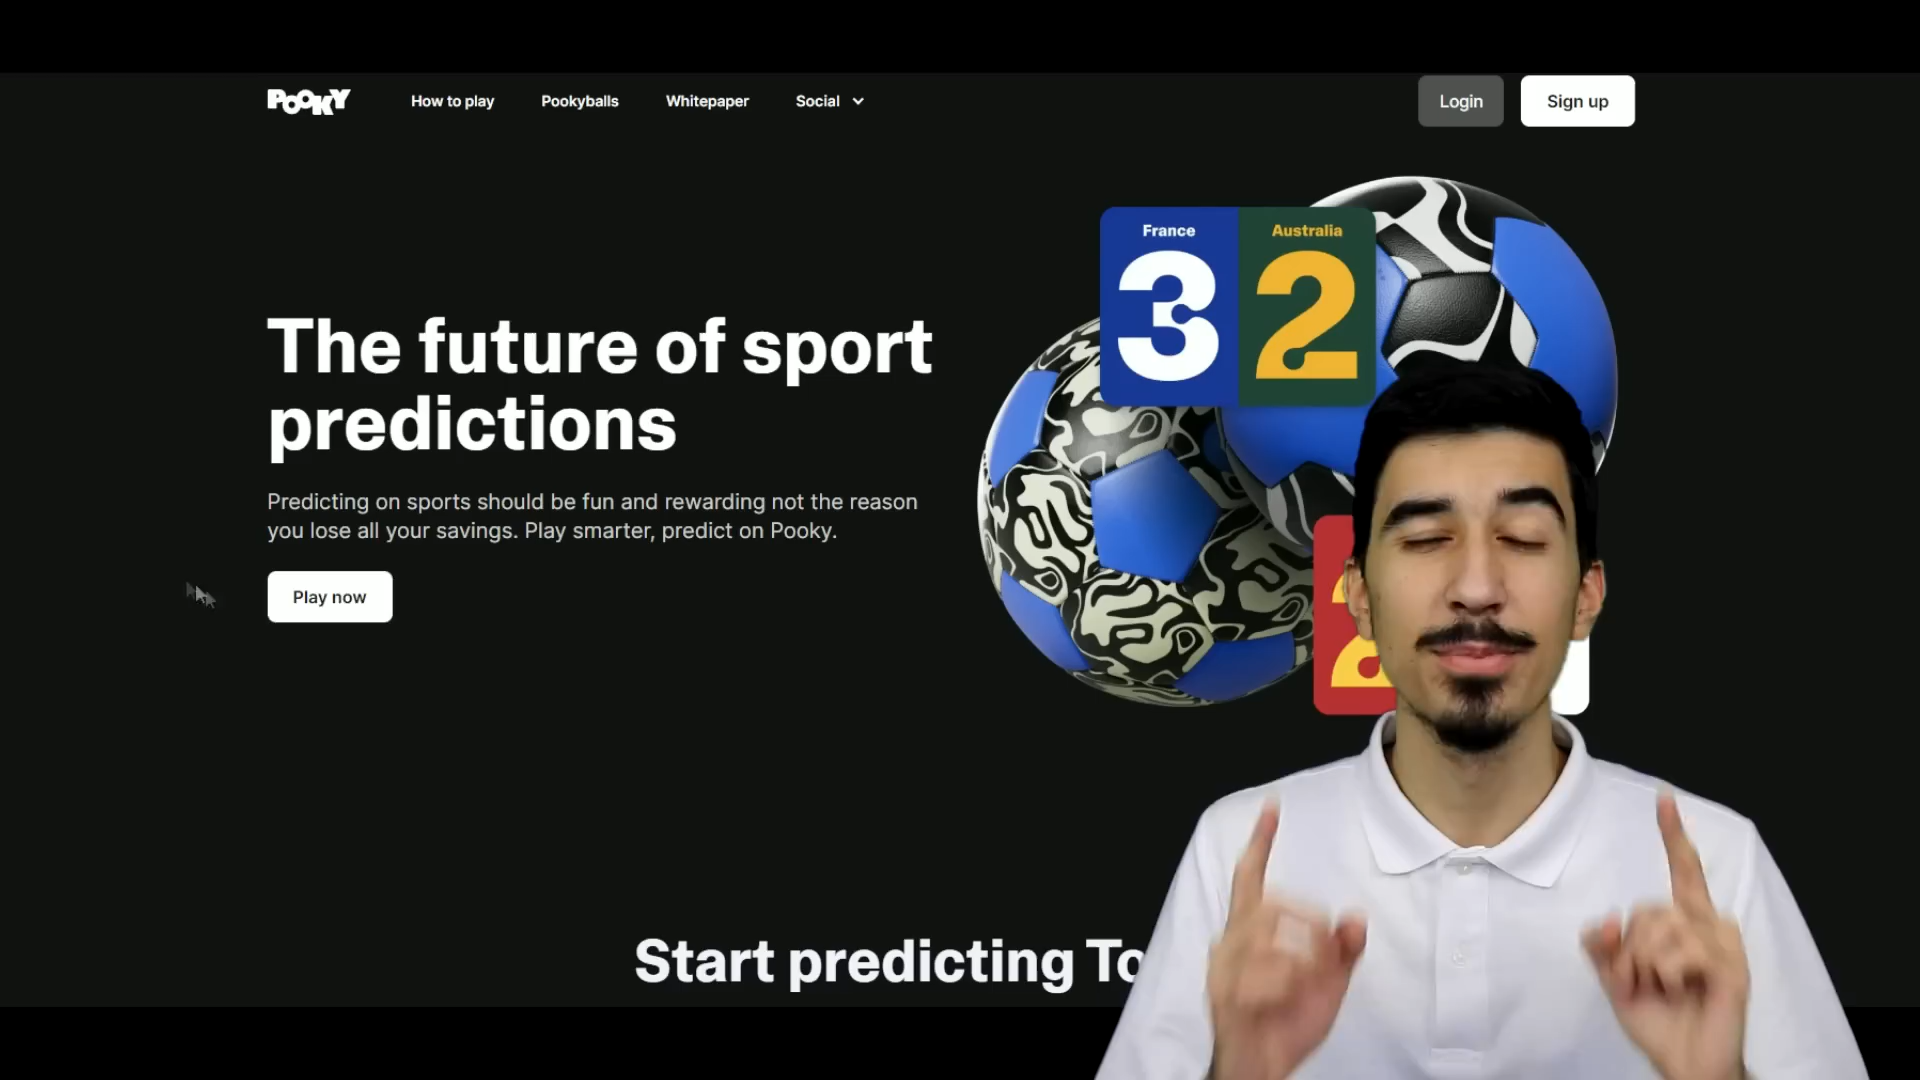 POOKY
How to play
Pookyballs
Whitepaper
Social
Login
Sign up
France
Australia
3
2
The future of sport
predictions
Predicting on sports should be fun and rewarding not the reason
you lose all your savings. Play smarter, predict on Pooky.
Play now
2
Start predicting